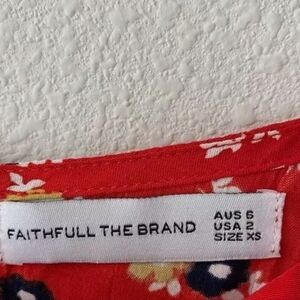 FAITHFULL THE BRAND
AUS 6
USA 2
SIZE XS